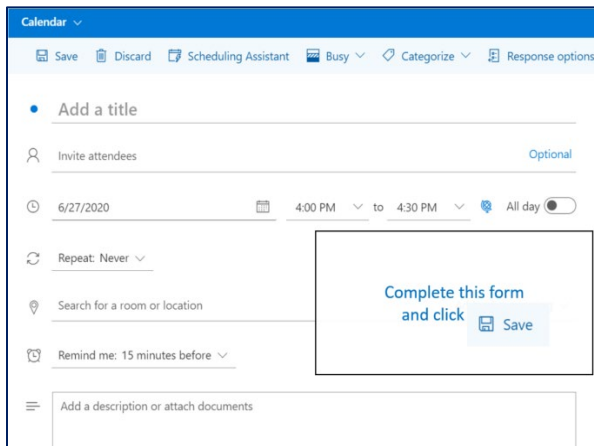 Calendar
Save Discard Scheduling Assistant Busy Categorize Response options
Add a title
Invite attendees Optional
6/27/2020 4:00 PM to 4:30 PM All day
Repeat: Never
Search for a room or location
Complete this form
and click Save
Remind me: 15 minutes before
Add a description or attach documents